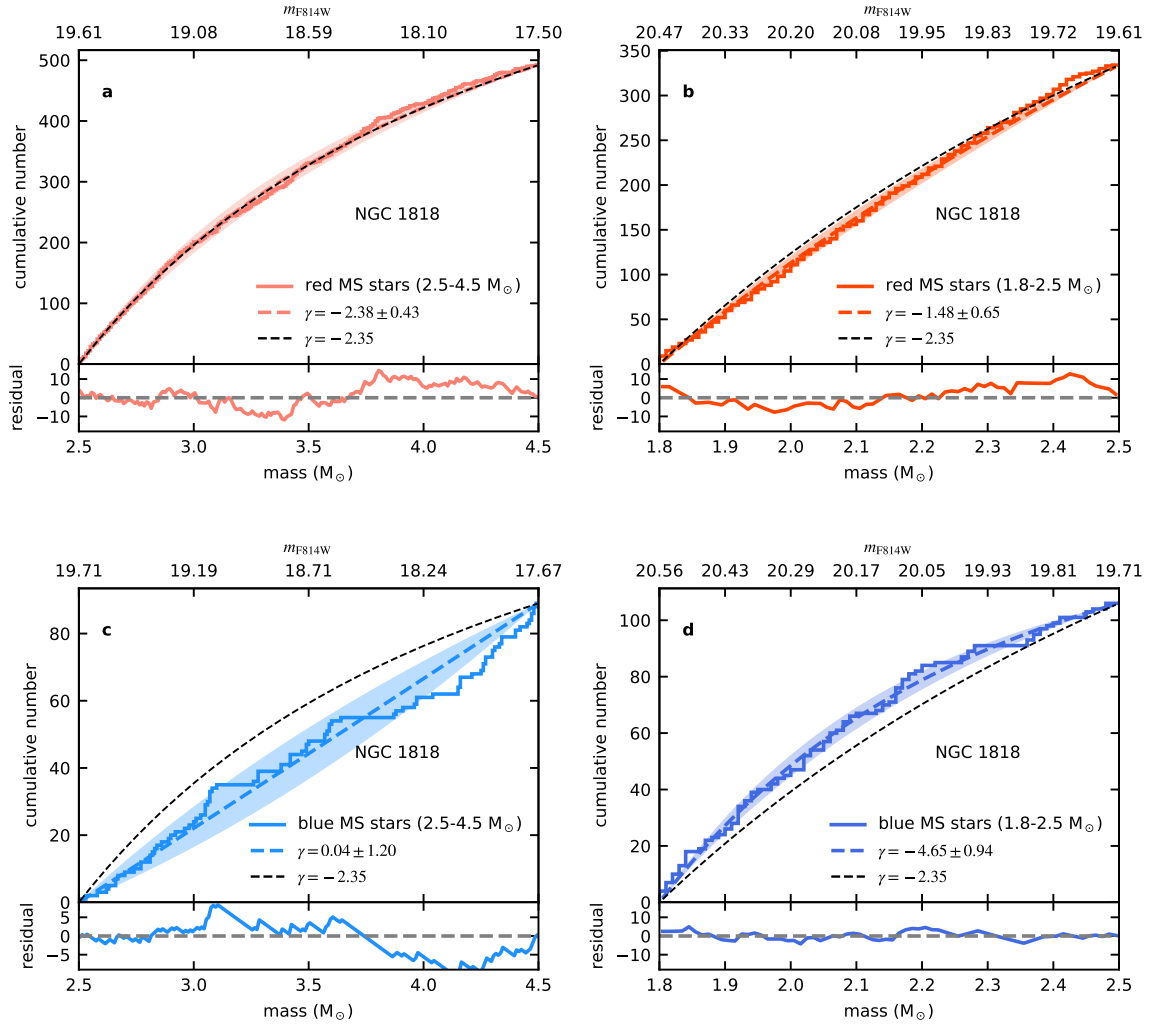 m_F814W
19.61 19.08 18.59 18.10 17.50
500
400
300
200
100
0
cumulative number
a
NGC 1818
red MS stars (2.5-4.5 M⊙)
γ = −2.38 ± 0.43
γ = −2.35
10
0
−10
residual
2.5 3.0 3.5 4.0 4.5
mass (M⊙)
m_F814W
20.47 20.33 20.20 20.08 19.95 19.83 19.72 19.61
350
300
250
200
150
100
50
0
cumulative number
b
NGC 1818
red MS stars (1.8-2.5 M⊙)
γ = −1.48 ± 0.65
γ = −2.35
10
0
−10
residual
1.8 1.9 2.0 2.1 2.2 2.3 2.4 2.5
mass (M⊙)
m_F814W
19.71 19.19 18.71 18.24 17.67
80
60
40
20
0
cumulative number
c
NGC 1818
blue MS stars (2.5-4.5 M⊙)
γ = 0.04 ± 1.20
γ = −2.35
5
0
−5
residual
2.5 3.0 3.5 4.0 4.5
mass (M⊙)
m_F814W
20.56 20.43 20.29 20.17 20.05 19.93 19.81 19.71
100
80
60
40
20
0
cumulative number
d
NGC 1818
blue MS stars (1.8-2.5 M⊙)
γ = −4.65 ± 0.94
γ = −2.35
10
0
−10
residual
1.8 1.9 2.0 2.1 2.2 2.3 2.4 2.5
mass (M⊙)